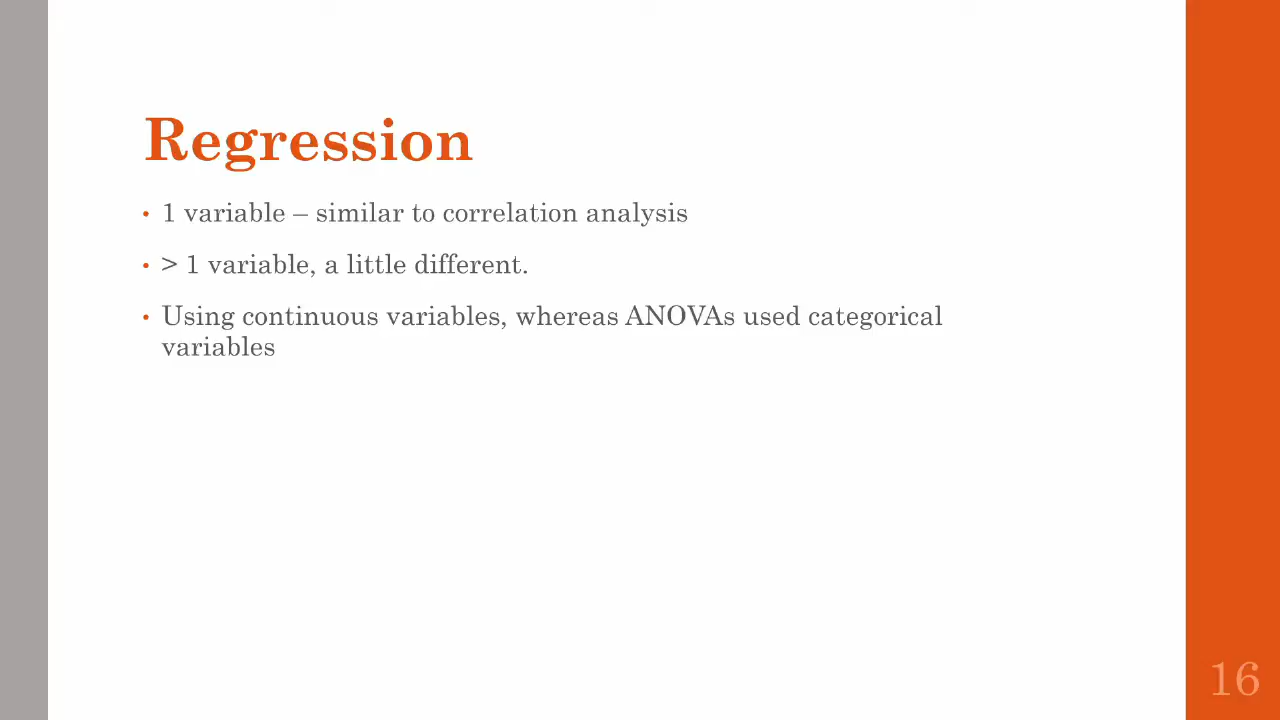 Regression
• 1 variable – similar to correlation analysis
• > 1 variable, a little different.
• Using continuous variables, whereas ANOVAs used categorical
variables
16